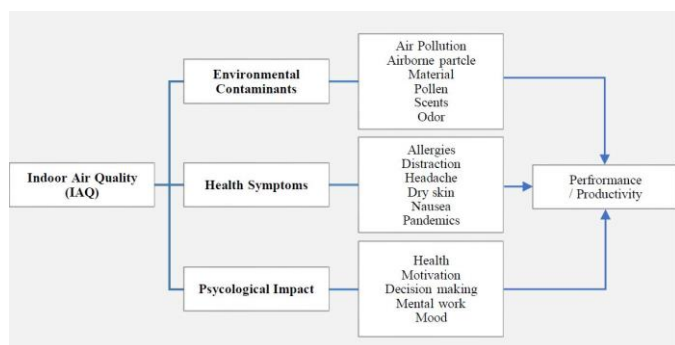 Indoor Air Quality
(IAQ)
Environmental
Contaminants
Air Pollution
Airborne partcle
Material
Pollen
Scents
Odor
Health Symptoms
Allergies
Distraction
Headache
Dry skin
Nausea
Pandemics
Psycological Impact
Health
Motivation
Decision making
Mental work
Mood
Perfrormance
/ Productivity